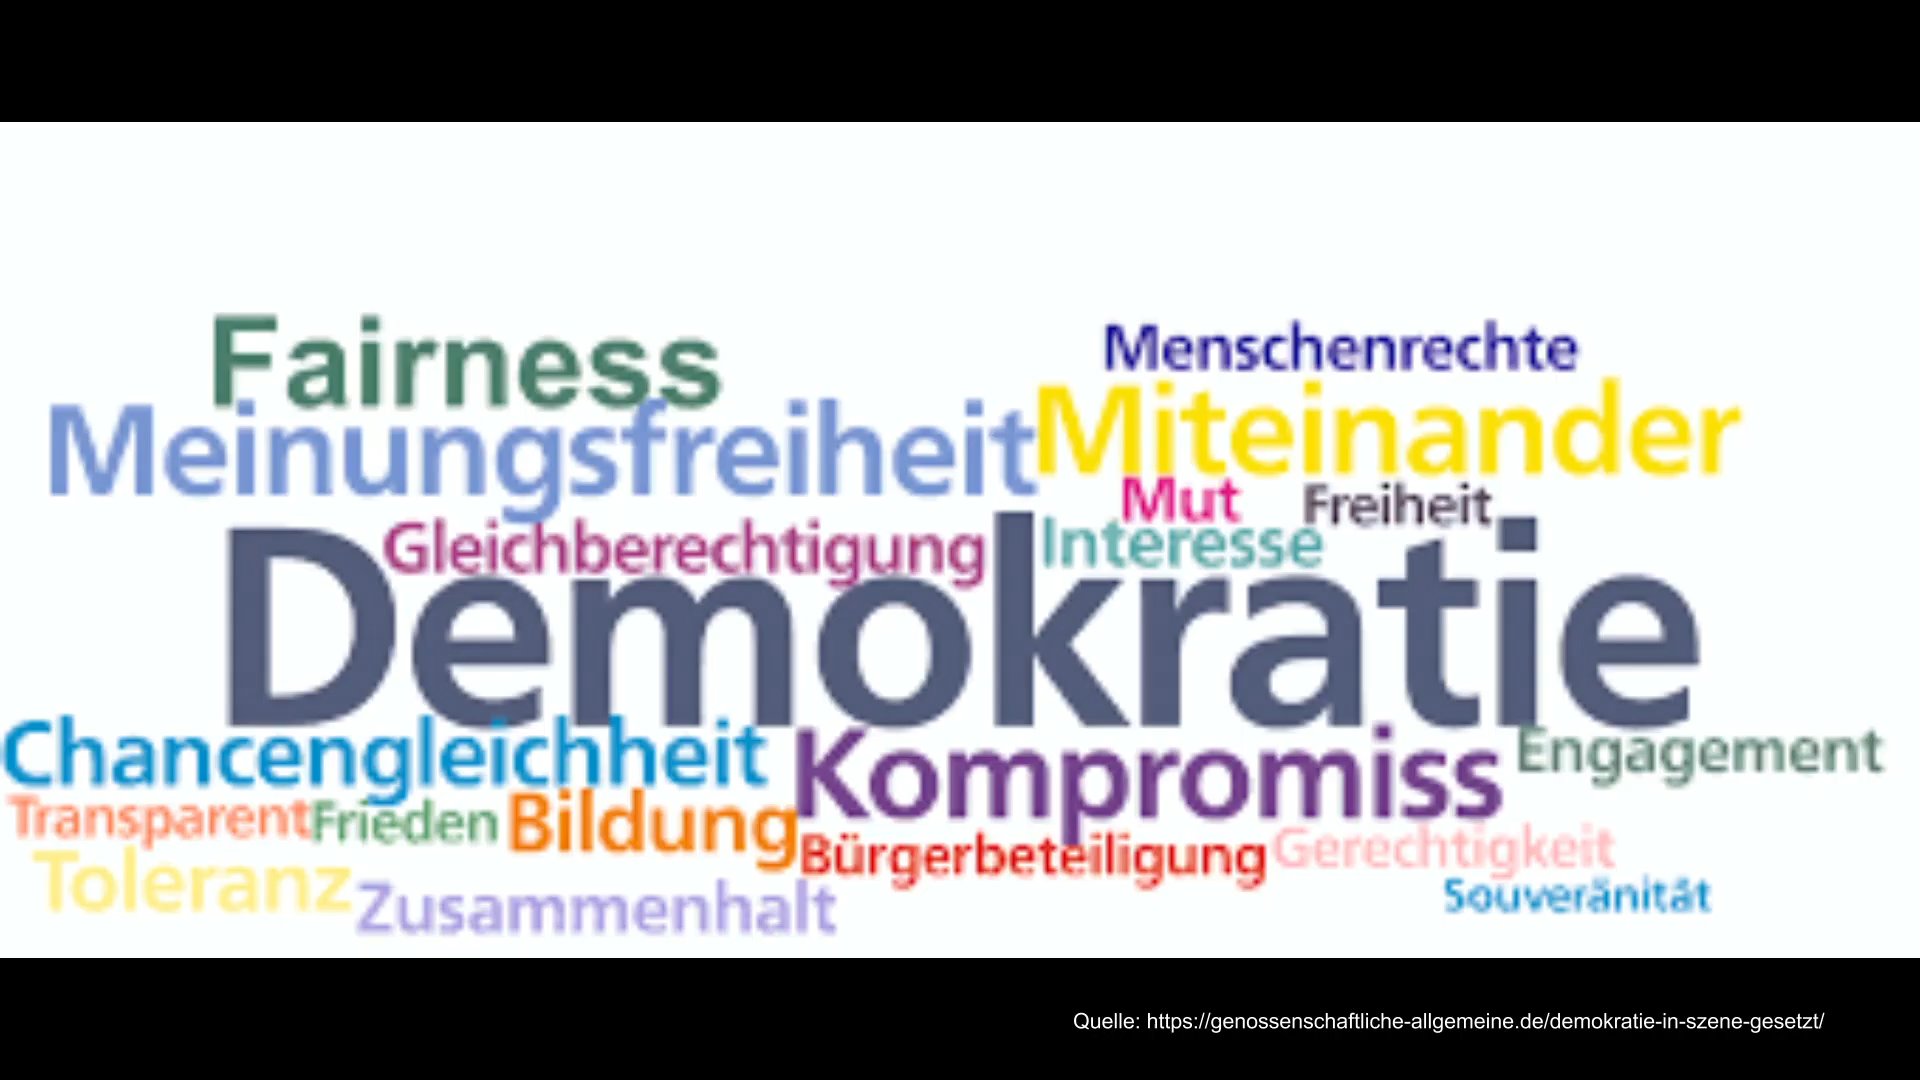 Fairness
Menschenrechte
Meinungsfreiheit
Miteinander
Mut
Freiheit
Gleichberechtigung
Interesse
Demokratie
Chancengleichheit
Kompromiss
Engagement
Transparent
Frieden
Bildung
Bürgerbeteiligung
Gerechtigkeit
Toleranz
Zusammenhalt
Souveränität
Quelle: https://genossenschaftliche-allgemeine.de/demokratie-in-szene-gesetzt/